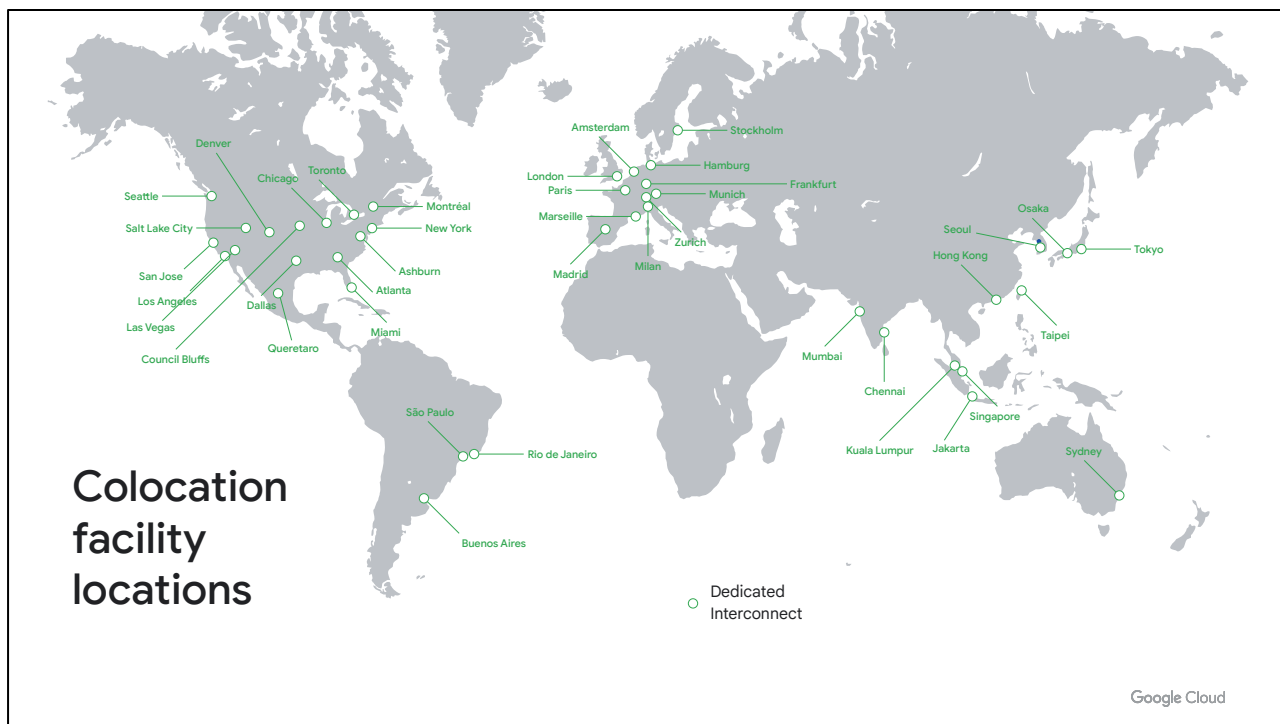 Amsterdam
Stockholm
Denver
Hamburg
Chicago
Toronto
London
Paris
Frankfurt
Munich
Seattle
Montréal
Marseille
Osaka
Salt Lake City
New York
Seoul
Zurich
Tokyo
Hong Kong
San Jose
Ashburn
Madrid
Milan
Los Angeles
Dallas
Atlanta
Las Vegas
Miami
Taipei
Council Bluffs
Queretaro
Mumbai
Chennai
São Paulo
Singapore
Kuala Lumpur
Jakarta
Rio de Janeiro
Sydney
Colocation
facility
locations
Buenos Aires
Dedicated
Interconnect
Google Cloud